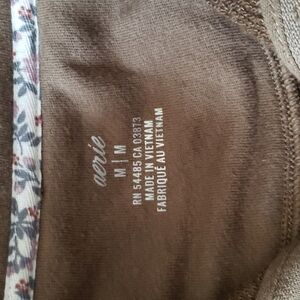 aerie
M | M
RN 54485 CA 03873
MADE IN VIETNAM
FABRIQUÉ AU VIETNAM